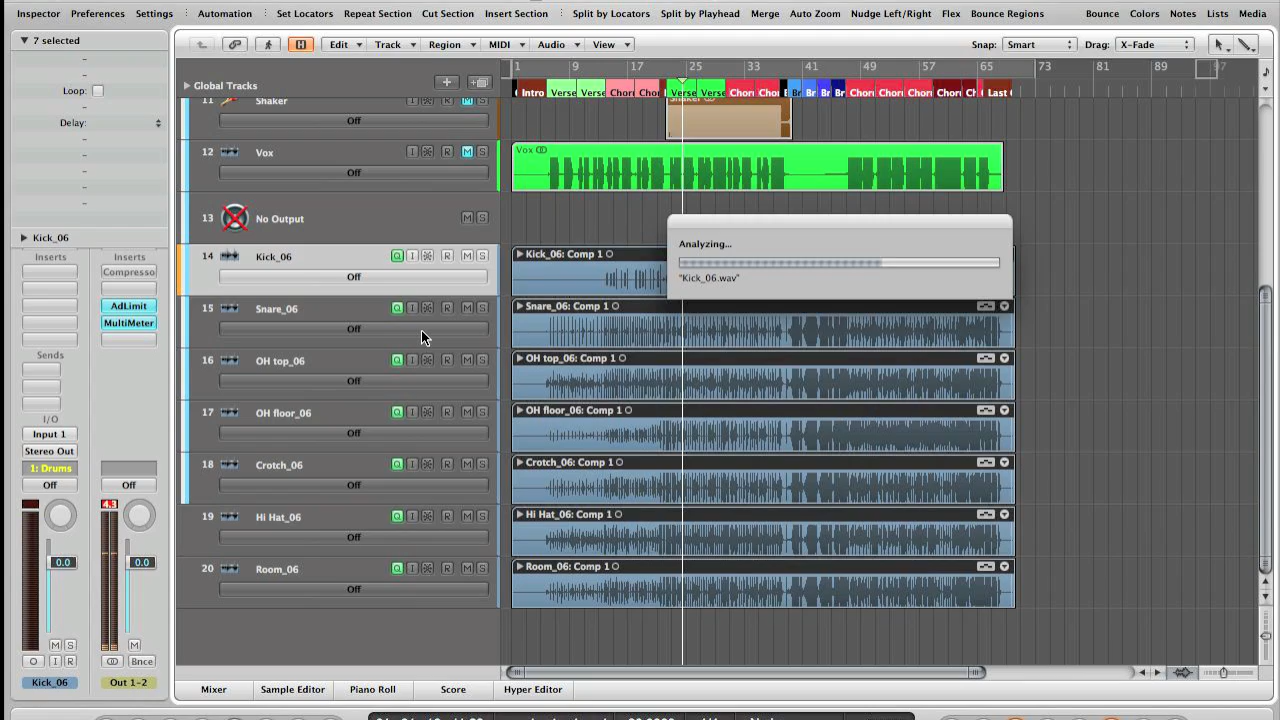 Inspector Preferences Settings Automation Set Locators Repeat Section Cut Section Insert Section Split by Locators Split by Playhead Merge Auto Zoom Nudge Left/Right Flex Bounce Regions Bounce Colors Notes Lists Media
7 selected
Edit Track Region MIDI Audio View Snap: Smart Drag: X-Fade
Loop:
Delay:
Global Tracks
1 9 17 25 33 41 49 57 65 73 81 89 97
Intro Verse Verse Chor Chor Verse Verse Chor Chor B Br Br Br Br Chor Chor Chor Chor Ch Last
11 Shaker M S
Off
Shaker
12 Vox I M S
Off
Vox
13 No Output M S
Analyzing...
"Kick_06.wav"
Kick_06
14 Kick_06 Q I R M S
Off
Kick_06: Comp 1
15 Snare_06 Q I R M S
Off
Snare_06: Comp 1
16 OH top_06 Q I R M S
Off
OH top_06: Comp 1
17 OH floor_06 Q I R M S
Off
OH floor_06: Comp 1
18 Crotch_06 Q I R M S
Off
Crotch_06: Comp 1
19 Hi Hat_06 Q I R M S
Off
Hi Hat_06: Comp 1
20 Room_06 Q I R M S
Off
Room_06: Comp 1
Inserts Inserts
Compresso
AdLimit
MultiMeter
Sends
I/O
Input 1
Stereo Out
1: Drums
Off Off
4.3
0.0 0.0
M S M
I R Bnce
Kick_06 Out 1-2
Mixer Sample Editor Piano Roll Score Hyper Editor